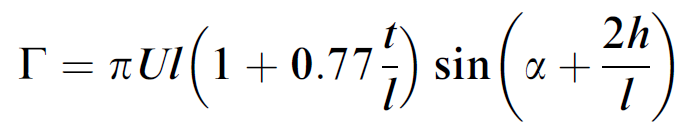 Γ = πUl(1 + 0.77 t/l) sin(α + 2h/l)